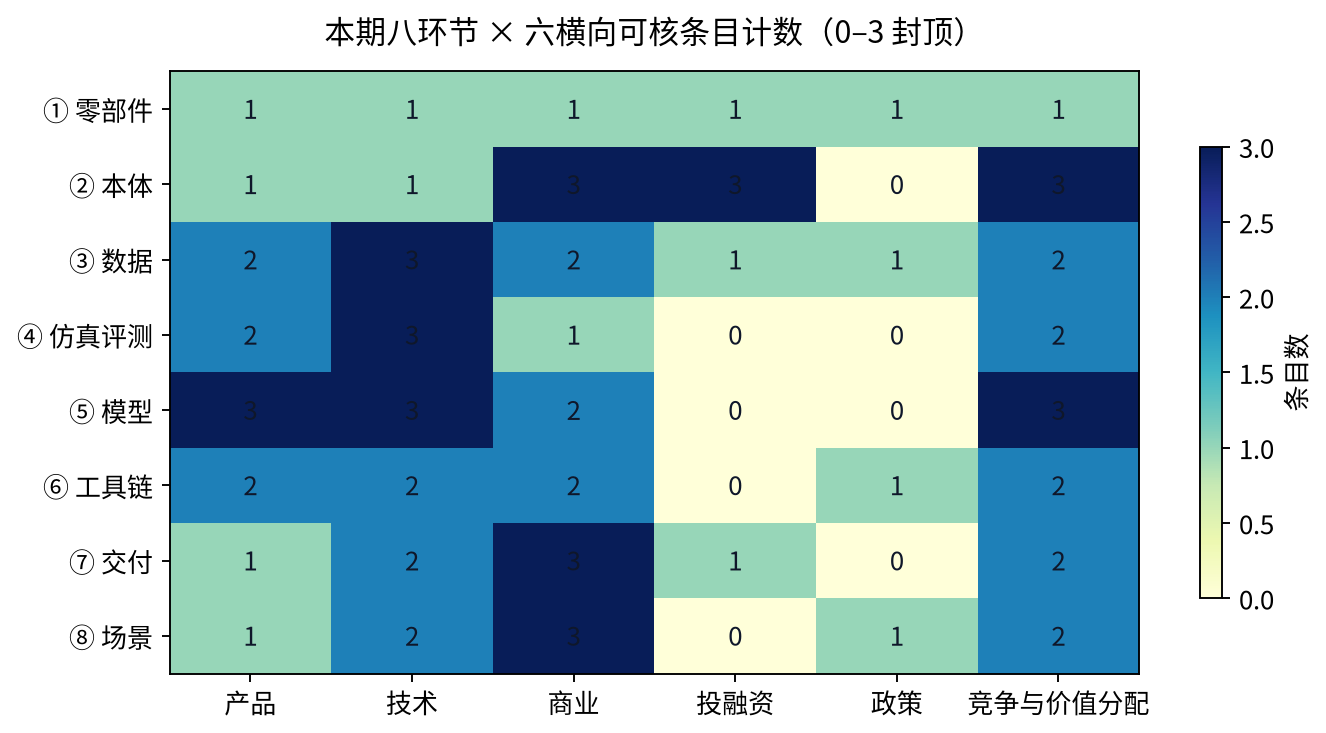 本期八环节 × 六横向可核条目计数（0–3 封顶）
① 零部件 1 1 1 1 1 1
② 本体 1 1 3 3 0 3
③ 数据 2 3 2 1 1 2
④ 仿真评测 2 3 1 0 0 2
⑤ 模型 3 3 2 0 0 3
⑥ 工具链 2 2 2 0 1 2
⑦ 交付 1 2 3 1 0 2
⑧ 场景 1 2 3 0 1 2
产品 技术 商业 投融资 政策 竞争与价值分配
3.0
2.5
2.0
1.5
1.0
0.5
0.0
条目数